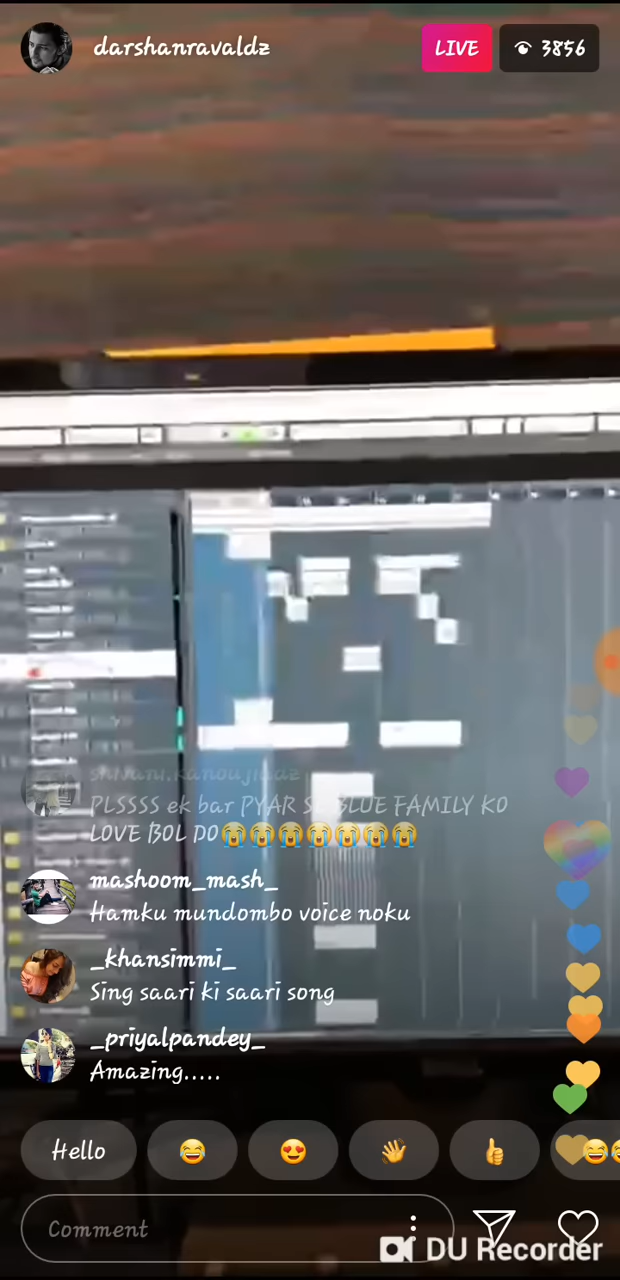 darshanravaldz
LIVE
3856
PLSSSS ek bar PYAR SE BLUE FAMILY KO
LOVE BOL DO😭😭😭😭😭😭😭
mashoom_mash_
Hamku mundombo voice noku
_khansimmi_
Sing saari ki saari song
_priyalpandey_
Amazing.....
Hello
Comment
DU Recorder